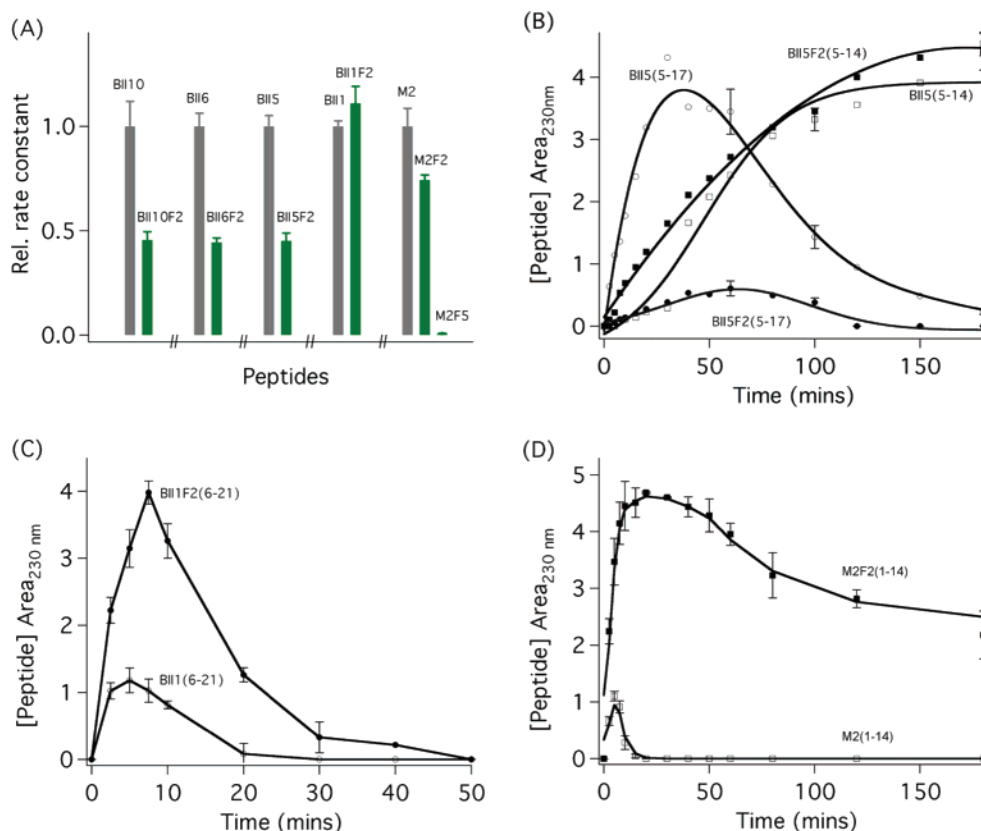 (A)
Rel. rate constant
1.0
0.5
0.0
BII10
BII10F2
BII6
BII6F2
BII5
BII5F2
BII1
BII1F2
M2
M2F2
M2F5
Peptides
(B)
[Peptide] Area230nm
4
3
2
1
0
BII5(5-17)
BII5F2(5-14)
BII5(5-14)
BII5F2(5-17)
0
50
100
150
Time (mins)
(C)
[Peptide] Area230 nm
4
3
2
1
0
BII1F2(6-21)
BII1(6-21)
0
10
20
30
40
50
Time (mins)
(D)
[Peptide] Area230 nm
5
4
3
2
1
0
M2F2(1-14)
M2(1-14)
0
50
100
150
Time (mins)